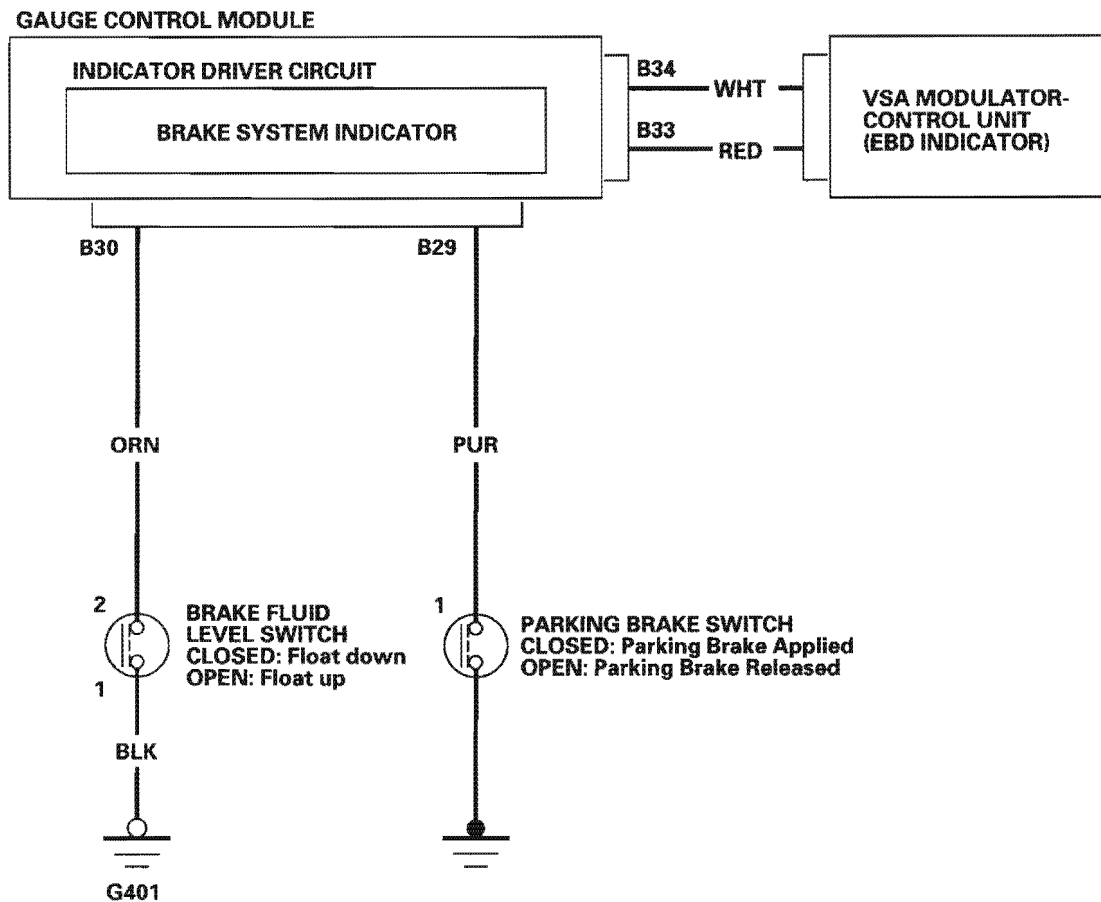 GAUGE CONTROL MODULE
INDICATOR DRIVER CIRCUIT
BRAKE SYSTEM INDICATOR
B34
WHT
B33
RED
VSA MODULATOR-
CONTROL UNIT
(EBD INDICATOR)
B30
B29
ORN
PUR
2
1
BRAKE FLUID
LEVEL SWITCH
CLOSED: Float down
OPEN: Float up
1
PARKING BRAKE SWITCH
CLOSED: Parking Brake Applied
OPEN: Parking Brake Released
BLK
G401